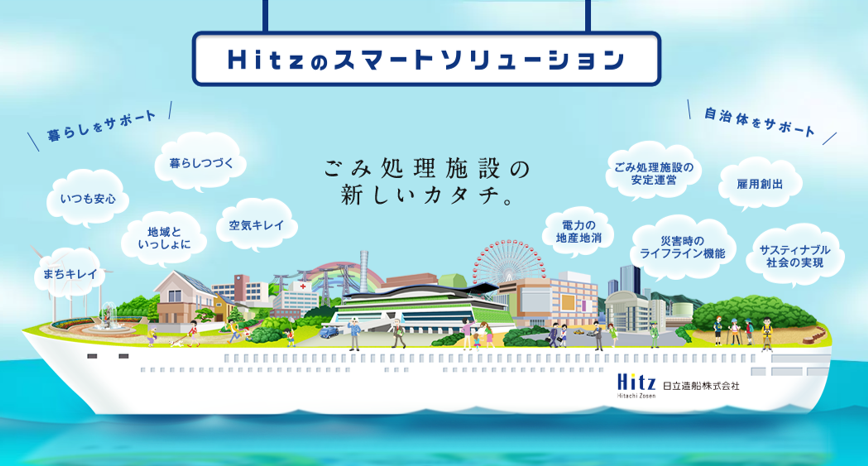 Hitzのスマートソリューション
暮らしをサポート
自治体をサポート
ごみ処理施設の
新しいカタチ。
暮らしつづく
いつも安心
地域と
いっしょに
空気キレイ
まちキレイ
ごみ処理施設の
安定運営
雇用創出
電力の
地産地消
災害時の
ライフライン機能
サスティナブル
社会の実現
Hitz 日立造船株式会社
Hitachi Zosen